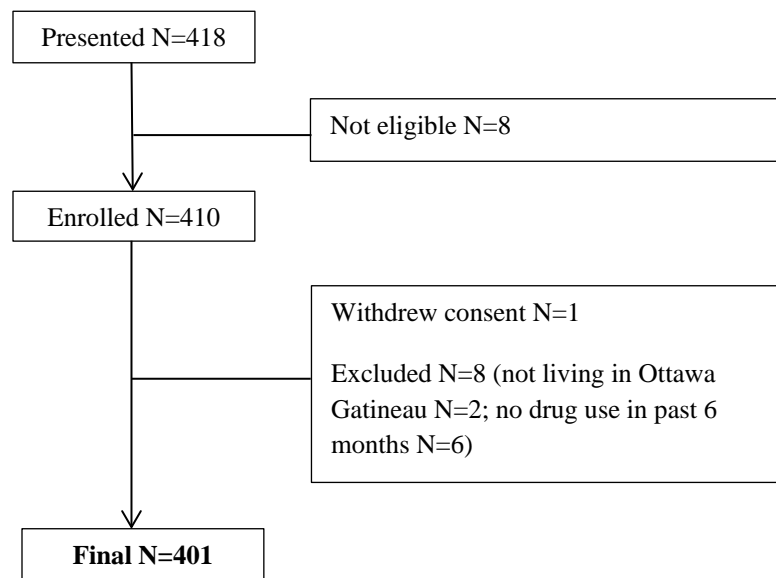 Presented N=418
Not eligible N=8
Enrolled N=410
Withdrew consent N=1
Excluded N=8 (not living in Ottawa
Gatineau N=2; no drug use in past 6
months N=6)
Final N=401